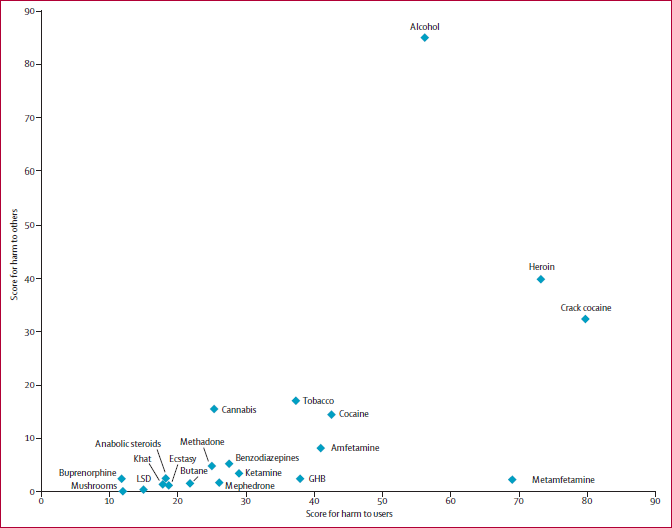 90
Alcohol
80
70
60
50
Score for harm to others
Heroin
40
Crack cocaine
30
20
Tobacco
Cannabis
Cocaine
10
Anabolic steroids
Methadone
Amfetamine
Khat
Ecstasy
Benzodiazepines
Buprenorphine
LSD
Butane
Ketamine
GHB
Metamfetamine
Mushrooms
Mephedrone
0
0 10 20 30 40 50 60 70 80 90
Score for harm to users